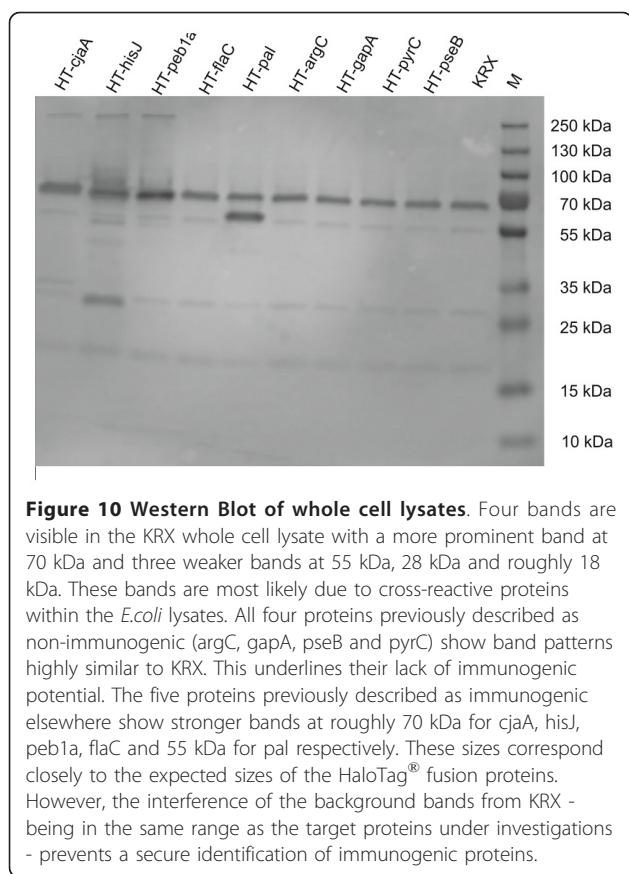 HT-cjaA HT-hisJ HT-peb1a HT-flaC HT-pal HT-argC HT-gapA HT-pyrC HT-pseB KRX M
250 kDa
130 kDa
100 kDa
70 kDa
55 kDa
35 kDa
25 kDa
15 kDa
10 kDa
Figure 10 Western Blot of whole cell lysates. Four bands are
visible in the KRX whole cell lysate with a more prominent band at
70 kDa and three weaker bands at 55 kDa, 28 kDa and roughly 18
kDa. These bands are most likely due to cross-reactive proteins
within the E.coli lysates. All four proteins previously described as
non-immunogenic (argC, gapA, pseB and pyrC) show band patterns
highly similar to KRX. This underlines their lack of immunogenic
potential. The five proteins previously described as immunogenic
elsewhere show stronger bands at roughly 70 kDa for cjaA, hisJ,
peb1a, flaC and 55 kDa for pal respectively. These sizes correspond
closely to the expected sizes of the HaloTag® fusion proteins.
However, the interference of the background bands from KRX -
being in the same range as the target proteins under investigations
- prevents a secure identification of immunogenic proteins.